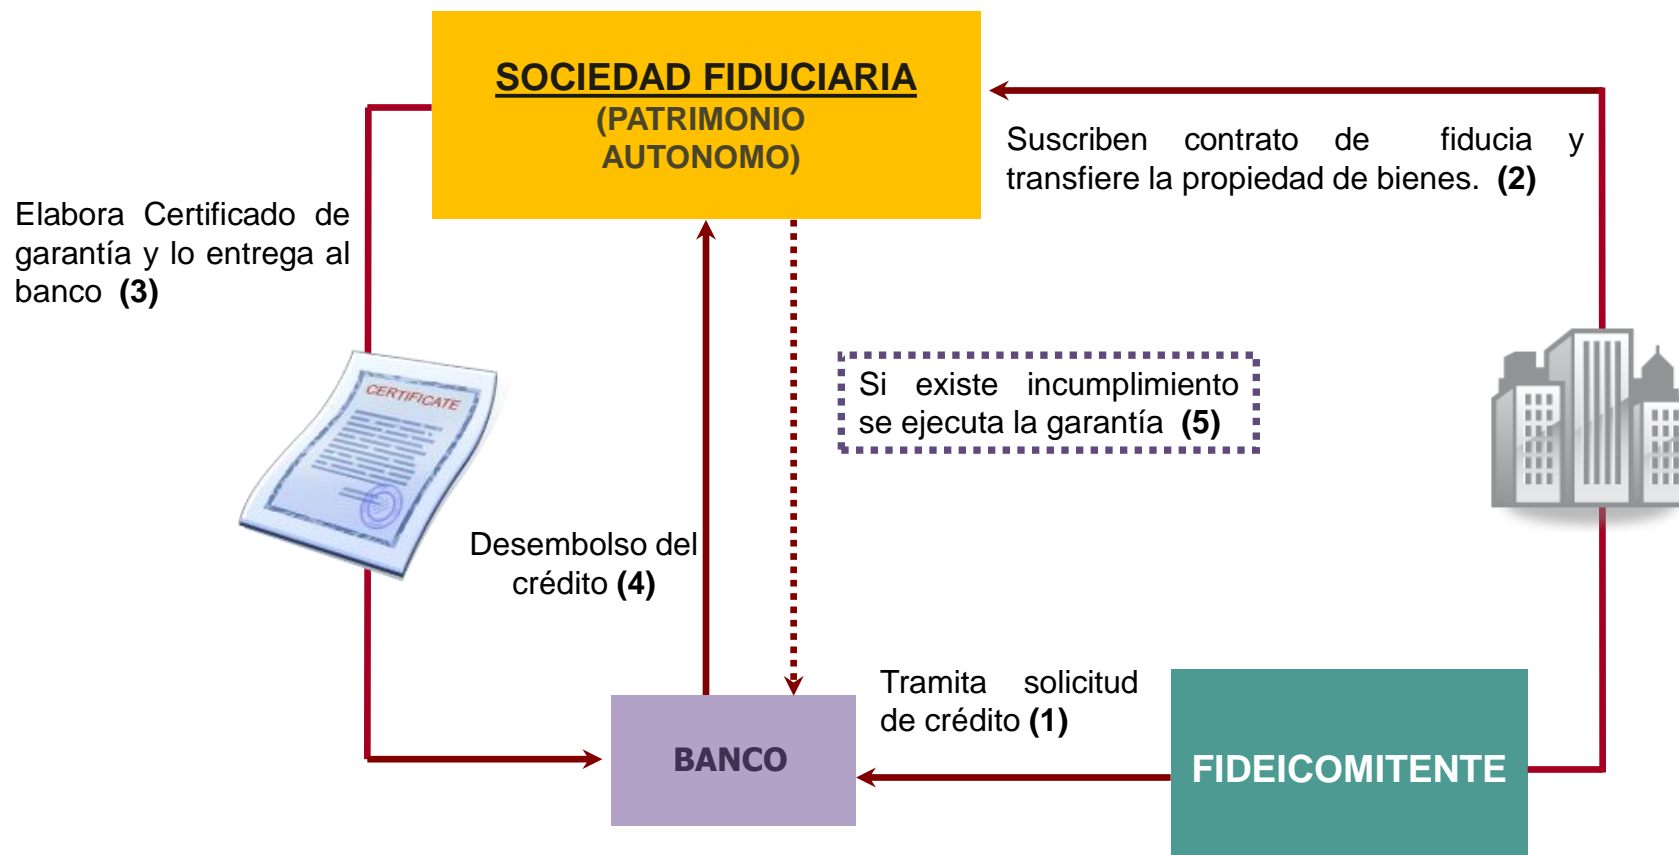 SOCIEDAD FIDUCIARIA
(PATRIMONIO
AUTONOMO)
Suscriben contrato de fiducia y
transfiere la propiedad de bienes. (2)
Elabora Certificado de
garantía y lo entrega al
banco (3)
CERTIFICATE
Si existe incumplimiento
se ejecuta la garantía (5)
Desembolso del
crédito (4)
Tramita solicitud
de crédito (1)
BANCO
FIDEICOMITENTE